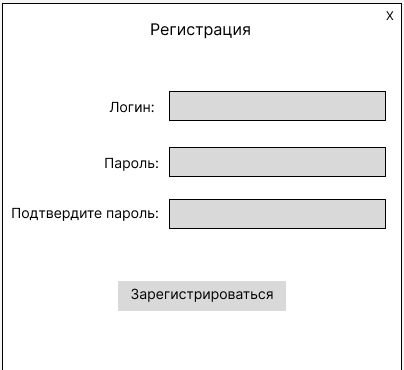 X
Регистрация
Логин:
Пароль:
Подтвердите пароль:
Зарегистрироваться